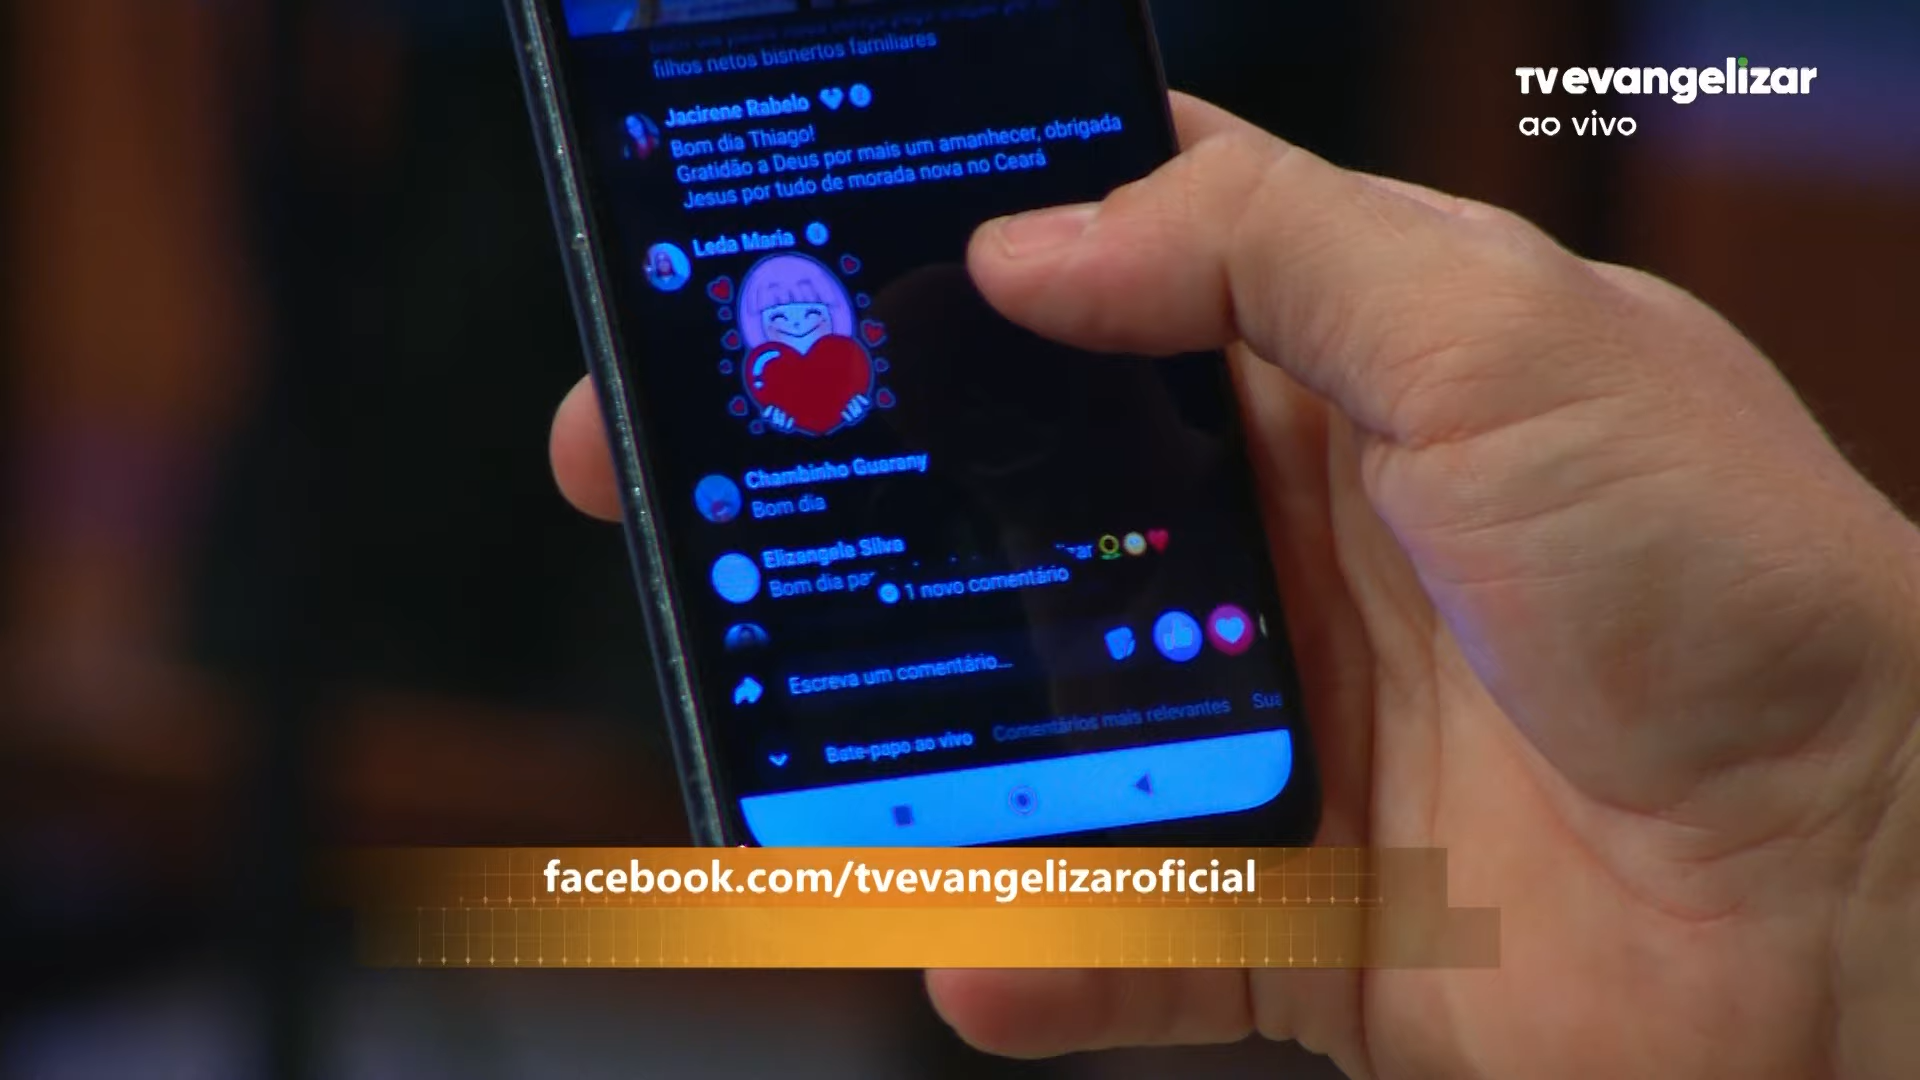 filhos netos bisnertos familiares
Jacirene Rabelo
Bom dia Thiago!
Gratidão a Deus por mais um amanhecer, obrigada
Jesus por tudo de morada nova no Ceará
Leda Maria
Chambinho Guarany
Bom dia
Elizangela Silva
Bom dia
1 novo comentário
Escreva um comentário...
Bate-papo ao vivo Comentários mais relevantes
tvevangelizar
ao vivo
facebook.com/tvevangelizaroficial